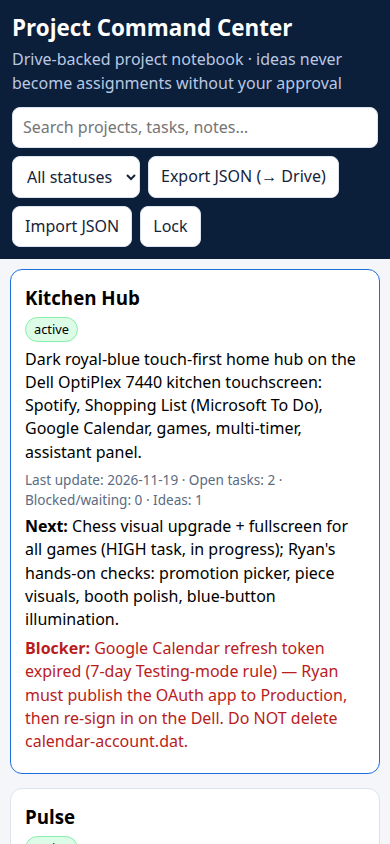 Project Command Center
Drive-backed project notebook · ideas never
become assignments without your approval
Search projects, tasks, notes...
All statuses
Export JSON (→ Drive)
Import JSON
Lock
Kitchen Hub
active
Dark royal-blue touch-first home hub on the
Dell OptiPlex 7440 kitchen touchscreen:
Spotify, Shopping List (Microsoft To Do),
Google Calendar, games, multi-timer,
assistant panel.
Last update: 2026-11-19 · Open tasks: 2 ·
Blocked/waiting: 0 · Ideas: 1
Next: Chess visual upgrade + fullscreen for
all games (HIGH task, in progress); Ryan's
hands-on checks: promotion picker, piece
visuals, booth polish, blue-button
illumination.
Blocker: Google Calendar refresh token
expired (7-day Testing-mode rule) — Ryan
must publish the OAuth app to Production,
then re-sign in on the Dell. Do NOT delete
calendar-account.dat.
Pulse